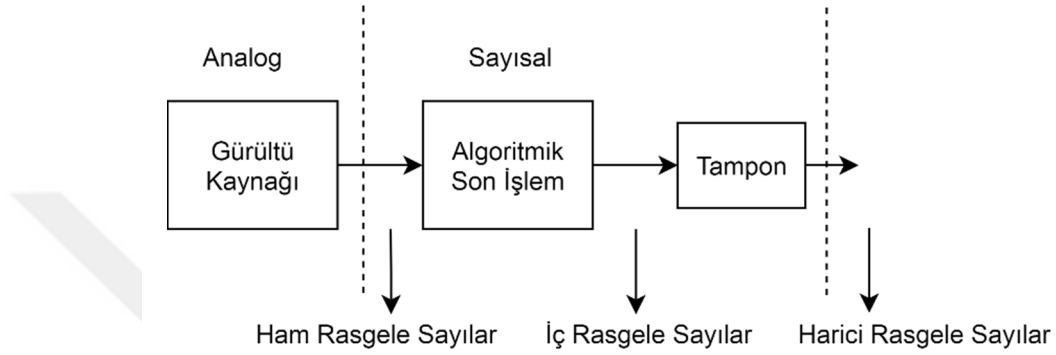 Analog
Sayısal
Gürültü
Kaynağı
Algoritmik
Son İşlem
Tampon
Ham Rasgele Sayılar
İç Rasgele Sayılar
Harici Rasgele Sayılar